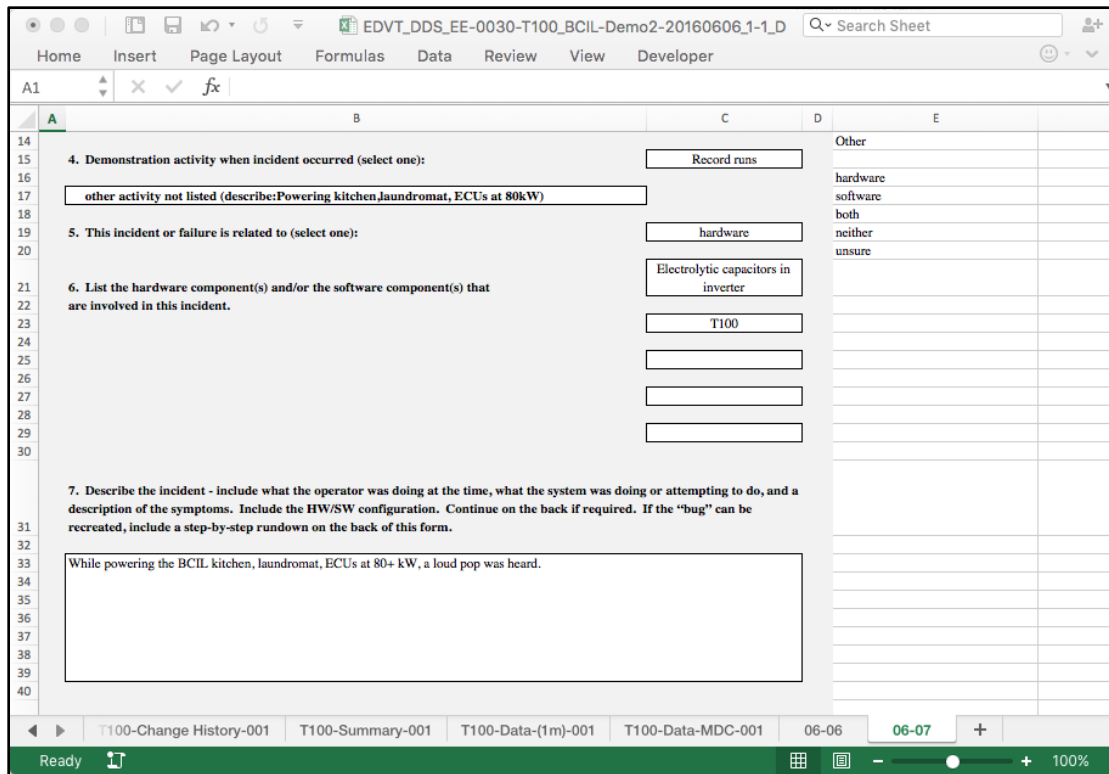 EDVT_DDS_EE-0030-T100_BCIL-Demo2-20160606_1-1_D
Search Sheet
Home Insert Page Layout Formulas Data Review View Developer
A1 fx
A B C D E
14 Other
15 4. Demonstration activity when incident occurred (select one): Record runs
16 hardware
17 other activity not listed (describe:Powering kitchen,laundromat, ECUs at 80kW) software
18 both
19 5. This incident or failure is related to (select one): hardware neither
20 unsure
Electrolytic capacitors in
21 6. List the hardware component(s) and/or the software component(s) that inverter
22 are involved in this incident.
23 T100
24
25
26
27
28
29
30
7. Describe the incident - include what the operator was doing at the time, what the system was doing or attempting to do, and a
description of the symptoms. Include the HW/SW configuration. Continue on the back if required. If the “bug” can be
31 recreated, include a step-by-step rundown on the back of this form.
32
33 While powering the BCIL kitchen, laundromat, ECUs at 80+ kW, a loud pop was heard.
34
35
36
37
38
39
40
T100-Change History-001 T100-Summary-001 T100-Data-(1m)-001 T100-Data-MDC-001 06-06 06-07 +
Ready - + 100%